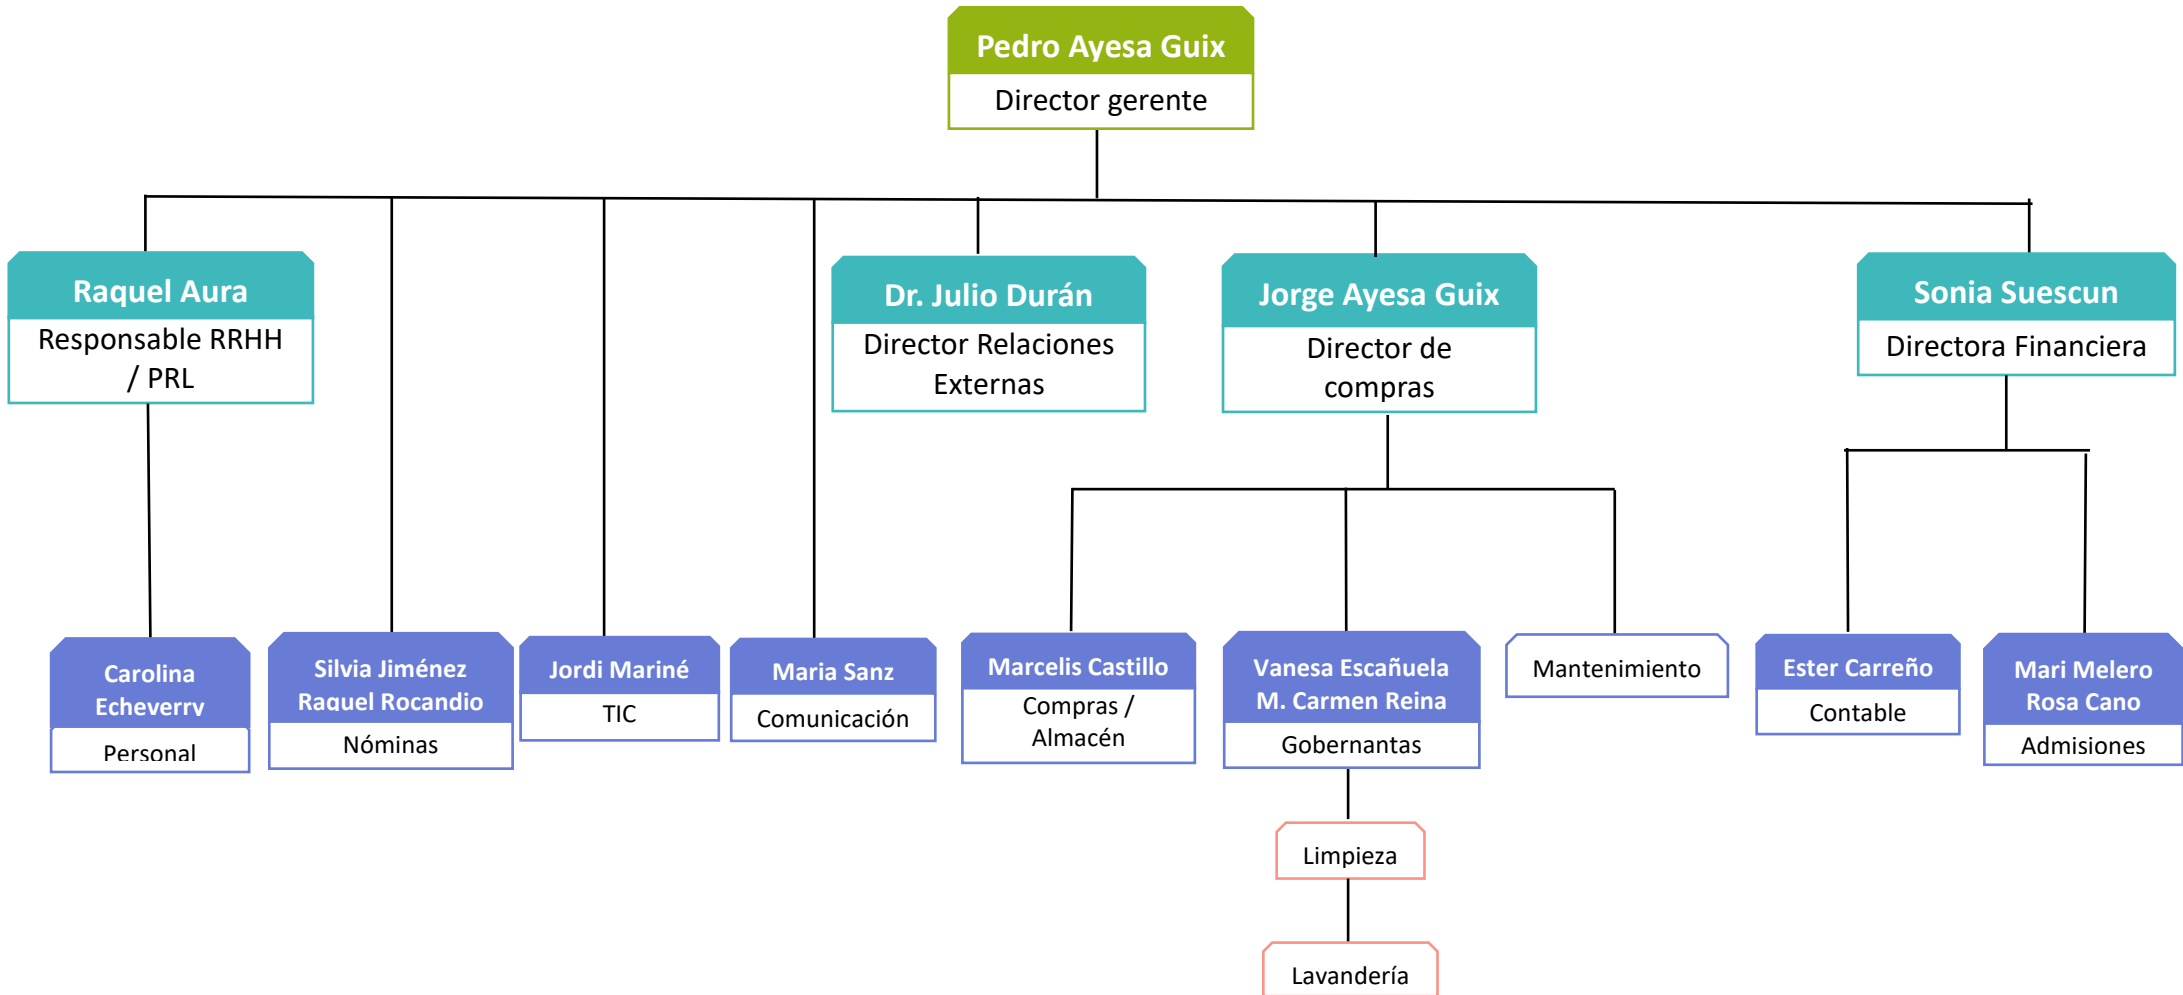 Pedro Ayesa Guix
Director gerente
Raquel Aura
Responsable RRHH
/ PRL
Dr. Julio Durán
Director Relaciones
Externas
Jorge Ayesa Guix
Director de
compras
Sonia Suescun
Directora Financiera
Carolina
Echeverry
Personal
Silvia Jiménez
Raquel Rocandio
Nóminas
Jordi Mariné
TIC
Maria Sanz
Comunicación
Marcelis Castillo
Compras /
Almacén
Vanesa Escañuela
M. Carmen Reina
Gobernantas
Mantenimiento
Ester Carreño
Contable
Mari Melero
Rosa Cano
Admisiones
Limpieza
Lavandería